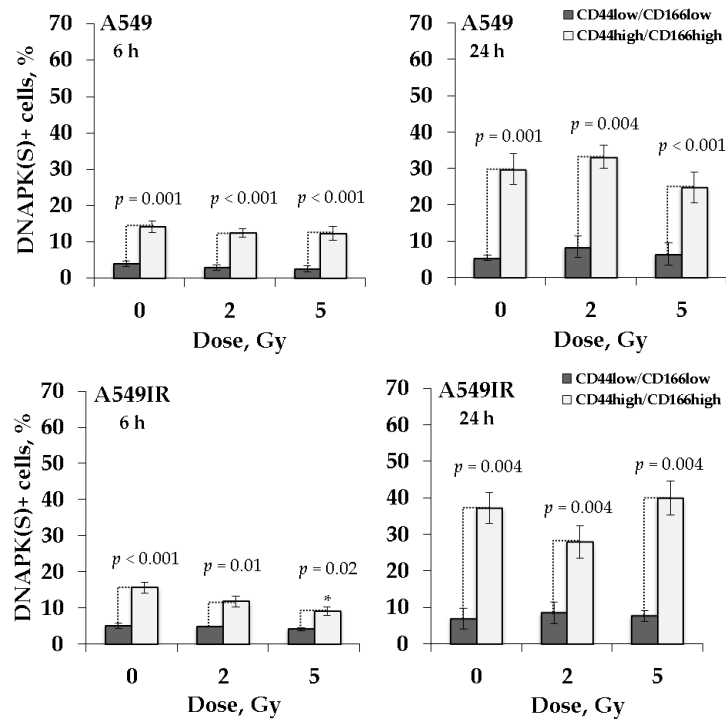 A549
6 h
DNAPK(S)+ cells, %
70
60
50
40
30
20
10
0
p = 0.001
p < 0.001
p < 0.001
0 2 5
Dose, Gy
A549
24 h
CD44low/CD166low
CD44high/CD166high
70
60
50
40
30
20
10
0
p = 0.001
p = 0.004
p < 0.001
0 2 5
Dose, Gy
A549IR
6 h
DNAPK(S)+ cells, %
70
60
50
40
30
20
10
0
p < 0.001
p = 0.01
p = 0.02
*
0 2 5
Dose, Gy
A549IR
24 h
CD44low/CD166low
CD44high/CD166high
70
60
50
40
30
20
10
0
p = 0.004
p = 0.004
p = 0.004
0 2 5
Dose, Gy